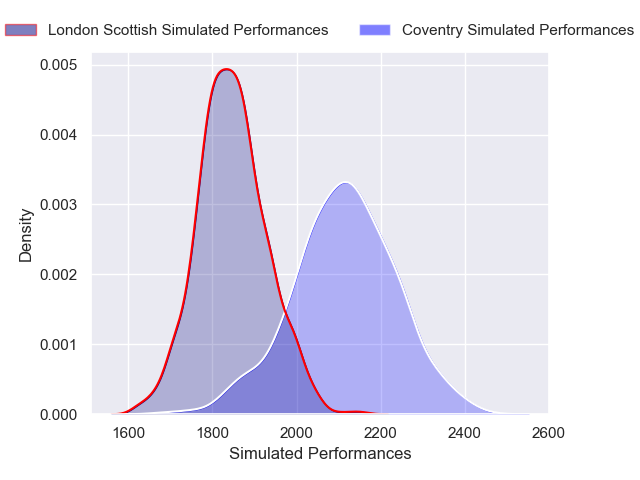 London Scottish Simulated Performances
Coventry Simulated Performances
0.005
0.004
0.003
0.002
0.001
0.000
Density
1600 1800 2000 2200 2400 2600
Simulated Performances